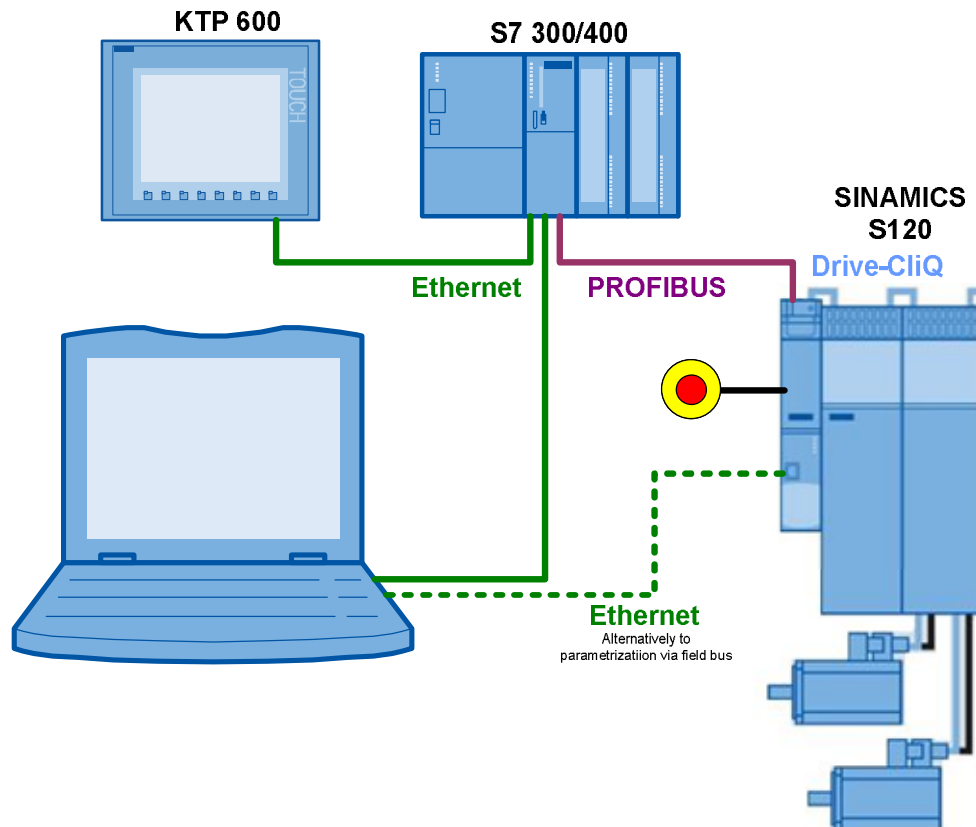 KTP 600
S7 300/400
TOUCH
SINAMICS
S120
Drive-CliQ
Ethernet
PROFIBUS
Ethernet
Alternatively to
parametrizatiion via field bus